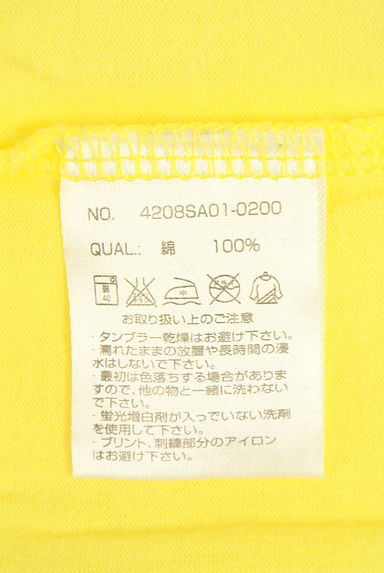 NO. 4208SA01-0200
QUAL.: 綿 100%
弱 40 エンソ 中
お取り扱い上のご注意
・タンブラー乾燥はお避け下さい。
・濡れたままの放置や長時間の浸
水はしないで下さい。
・最初は色落ちする場合がありま
すので、他の物と一緒に洗わない
で下さい。
・蛍光増白剤が入っていない洗剤
を使用して下さい。
・プリント、刺繍部分のアイロン
はお避け下さい。